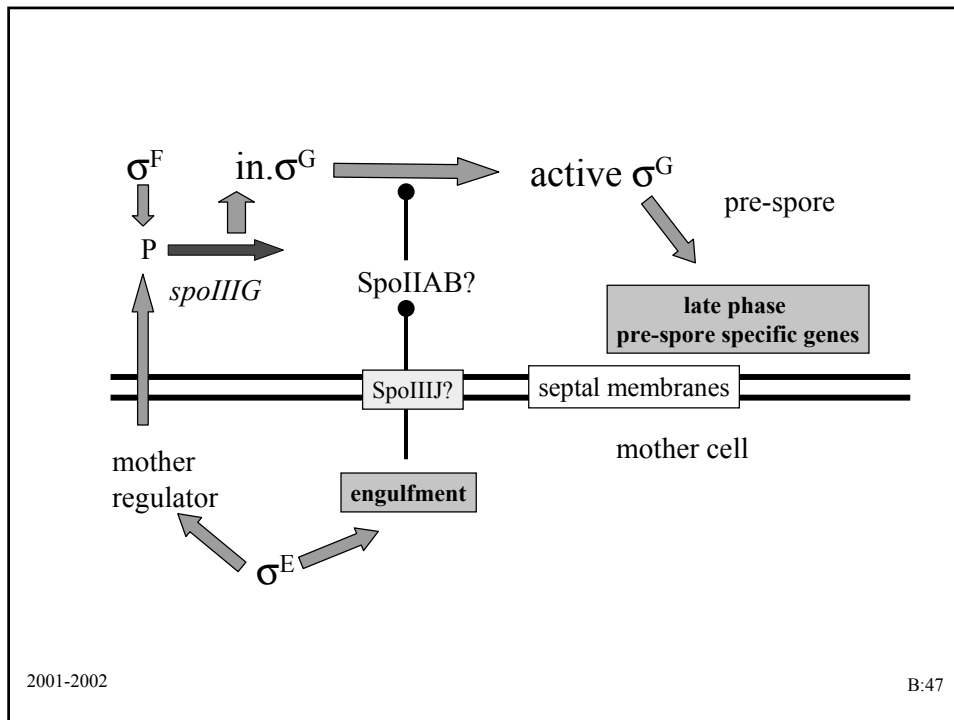 σF
in.σG
active σG
pre-spore
P
spoIIIG
SpoIIAB?
late phase
pre-spore specific genes
SpoIIIJ?
septal membranes
mother cell
mother
regulator
engulfment
σE
2001-2002
B:47